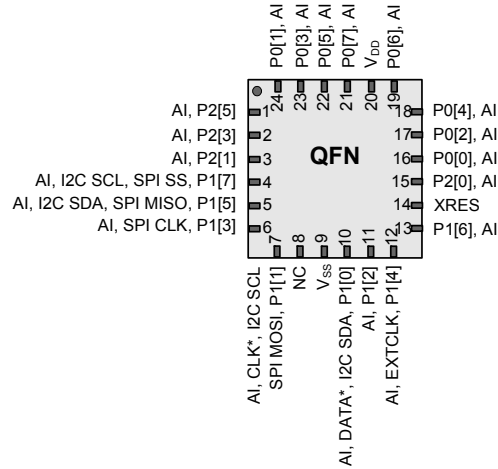 P0[1], AI
P0[3], AI
P0[5], AI
P0[7], AI
VDD
P0[6], AI
24
23
22
21
20
19
AI, P2[5] 1
AI, P2[3] 2
AI, P2[1] 3
AI, I2C SCL, SPI SS, P1[7] 4
AI, I2C SDA, SPI MISO, P1[5] 5
AI, SPI CLK, P1[3] 6
QFN
18 P0[4], AI
17 P0[2], AI
16 P0[0], AI
15 P2[0], AI
14 XRES
13 P1[6], AI
7
8
9
10
11
12
AI, CLK*, I2C SCL
SPI MOSI, P1[1]
NC
VSS
AI, DATA*, I2C SDA, P1[0]
AI, P1[2]
AI, EXTCLK, P1[4]